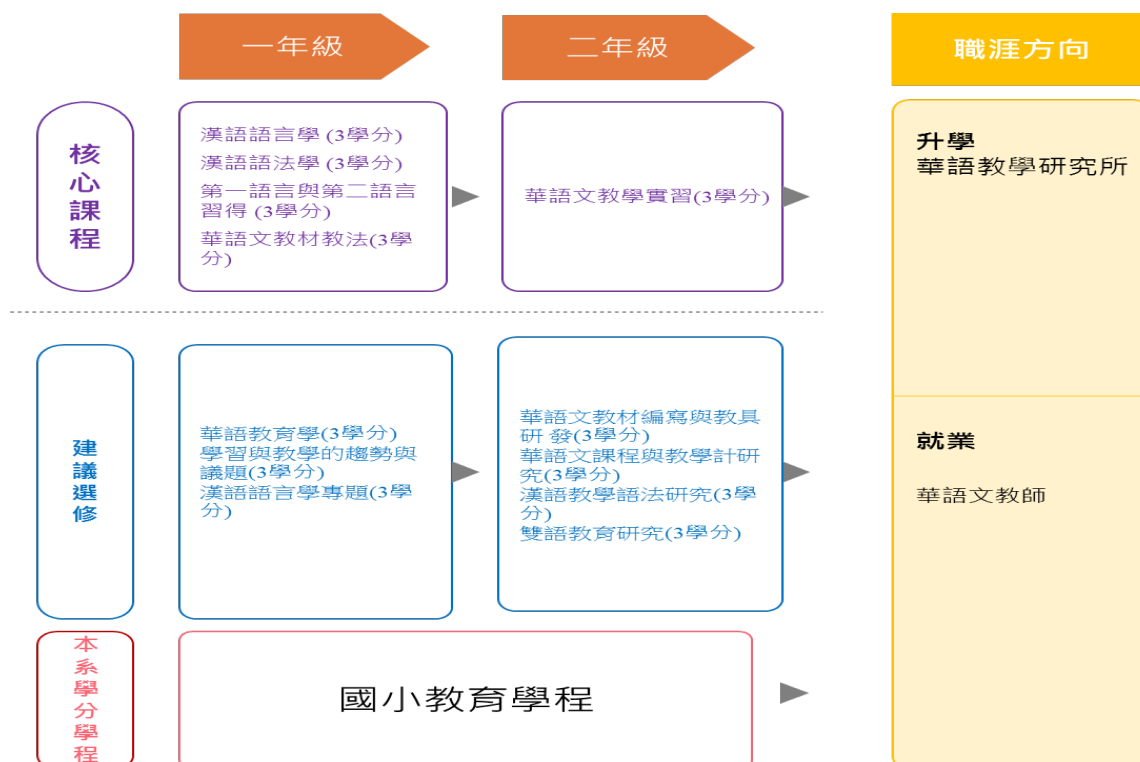 一年級
二年級
職涯方向
核心課程
漢語語言學 (3學分)
漢語語法學 (3學分)
第一語言與第二語言
習得 (3學分)
華語文教材教法(3學
分)
華語文教學實習(3學分)
升學
華語教學研究所
建議選修
華語教育學(3學分)
學習與教學的趨勢與
議題(3學分)
漢語語言學專題(3學
分)
華語文教材編寫與教具
研 發(3學分)
華語文課程與教學計研
究(3學分)
漢語教學語法研究(3學
分)
雙語教育研究(3學分)
就業
華語文教師
本系學分學程
國小教育學程